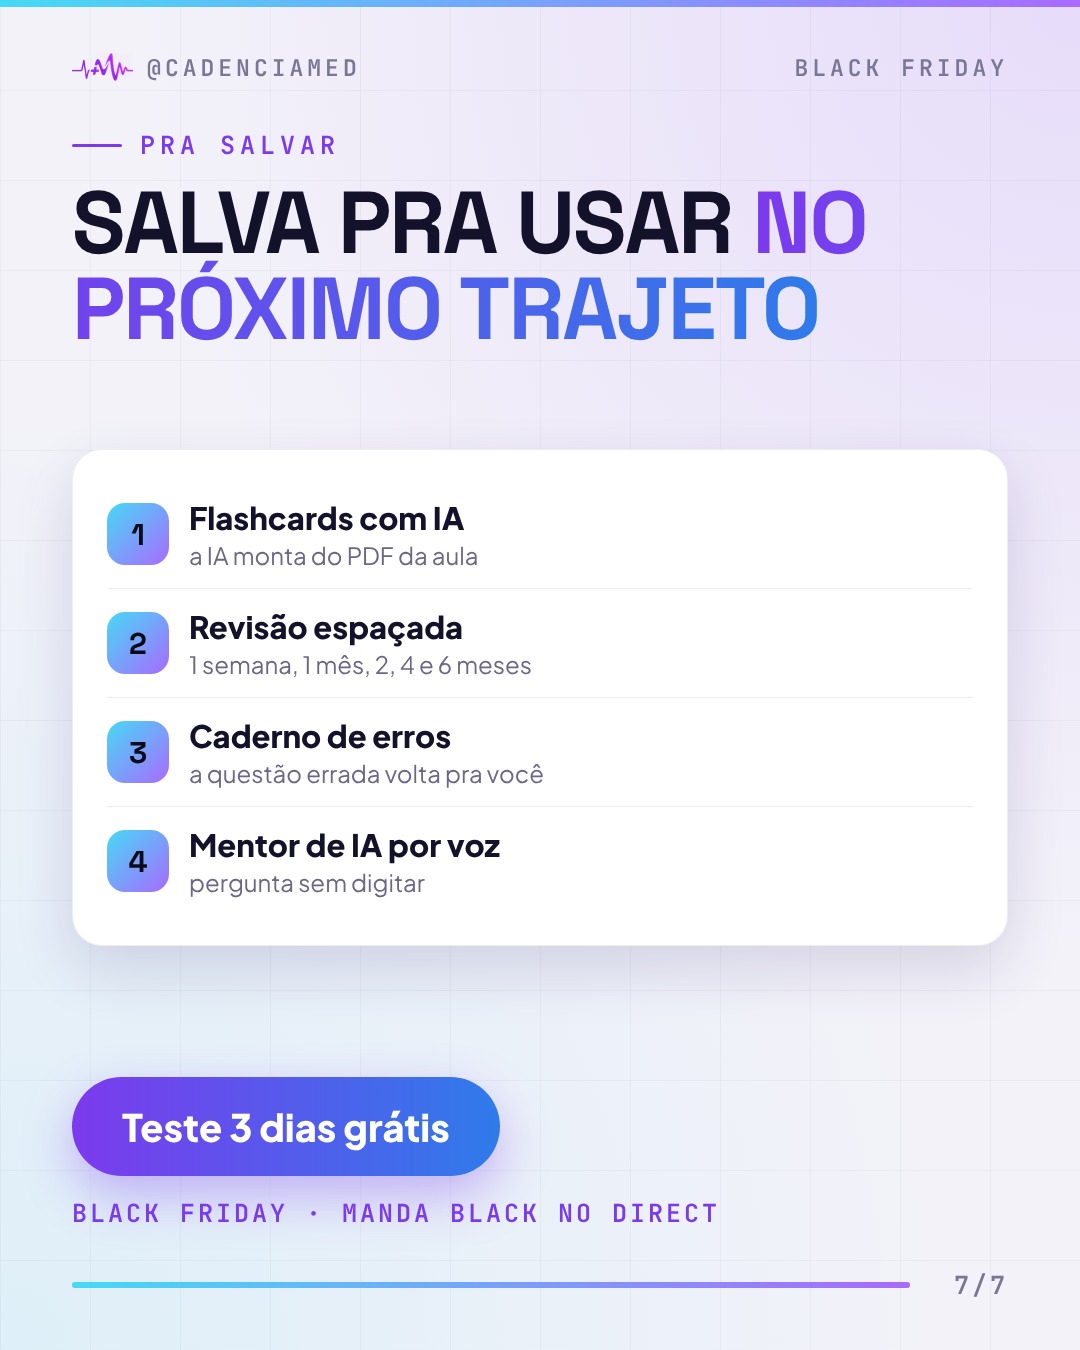 @CADENCIAMED
BLACK FRIDAY
PRA SALVAR
SALVA PRA USAR NO
PRÓXIMO TRAJETO
1
Flashcards com IA
a IA monta do PDF da aula
2
Revisão espaçada
1 semana, 1 mês, 2, 4 e 6 meses
3
Caderno de erros
a questão errada volta pra você
4
Mentor de IA por voz
pergunta sem digitar
Teste 3 dias grátis
BLACK FRIDAY · MANDA BLACK NO DIRECT
7/7